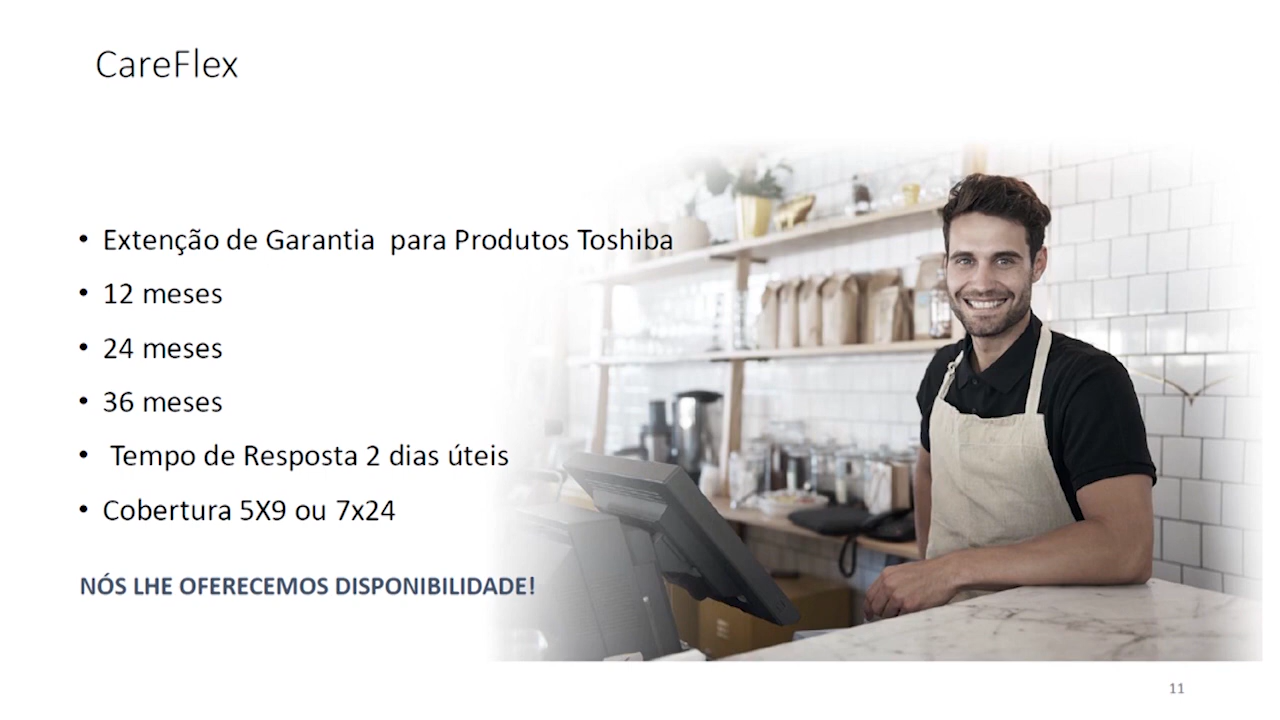 CareFlex
• Extenção de Garantia  para Produtos Toshiba
• 12 meses
• 24 meses
• 36 meses
•  Tempo de Resposta 2 dias úteis
• Cobertura 5X9 ou 7x24
NÓS LHE OFERECEMOS DISPONIBILIDADE!
11